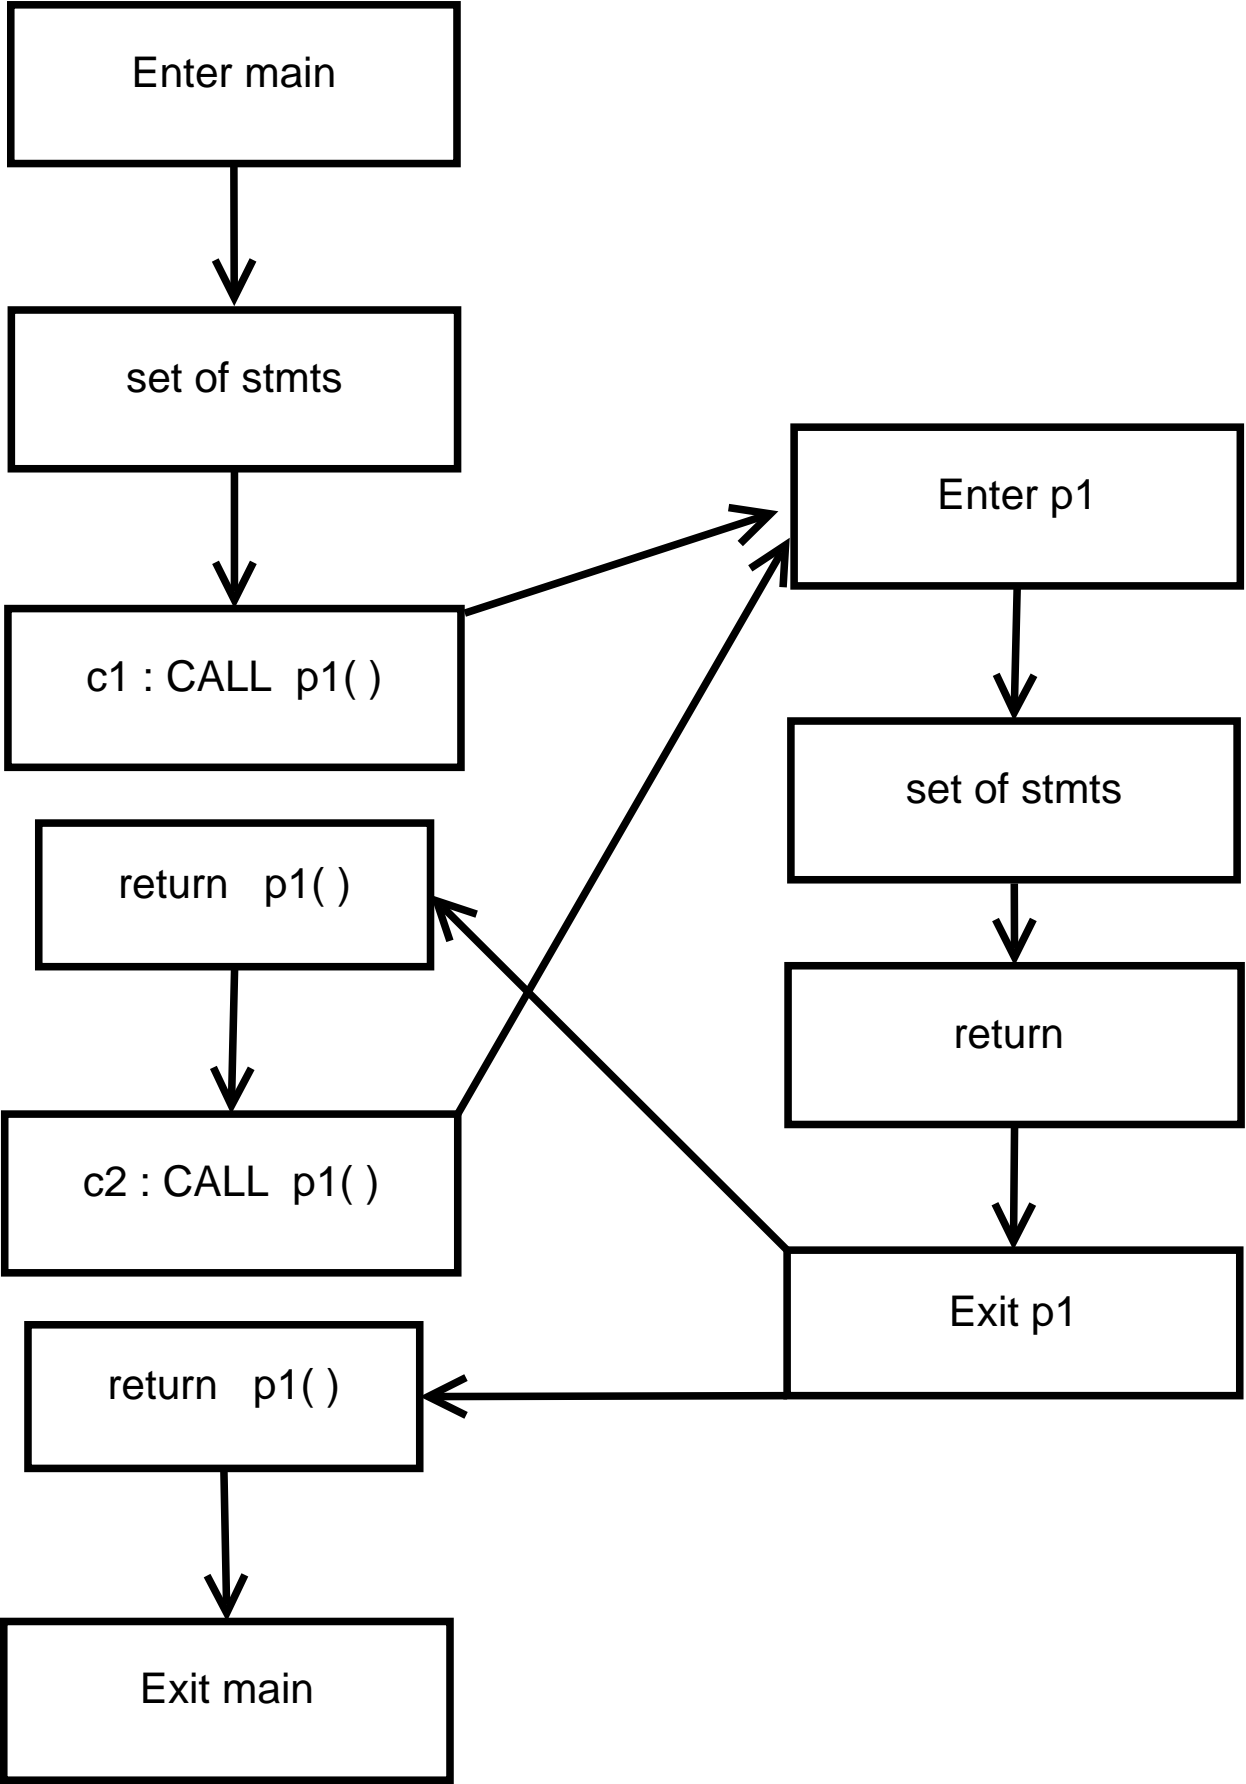 Enter main
set of stmts
c1 : CALL p1( )
return p1( )
c2 : CALL p1( )
return p1( )
Exit main
Enter p1
set of stmts
return
Exit p1